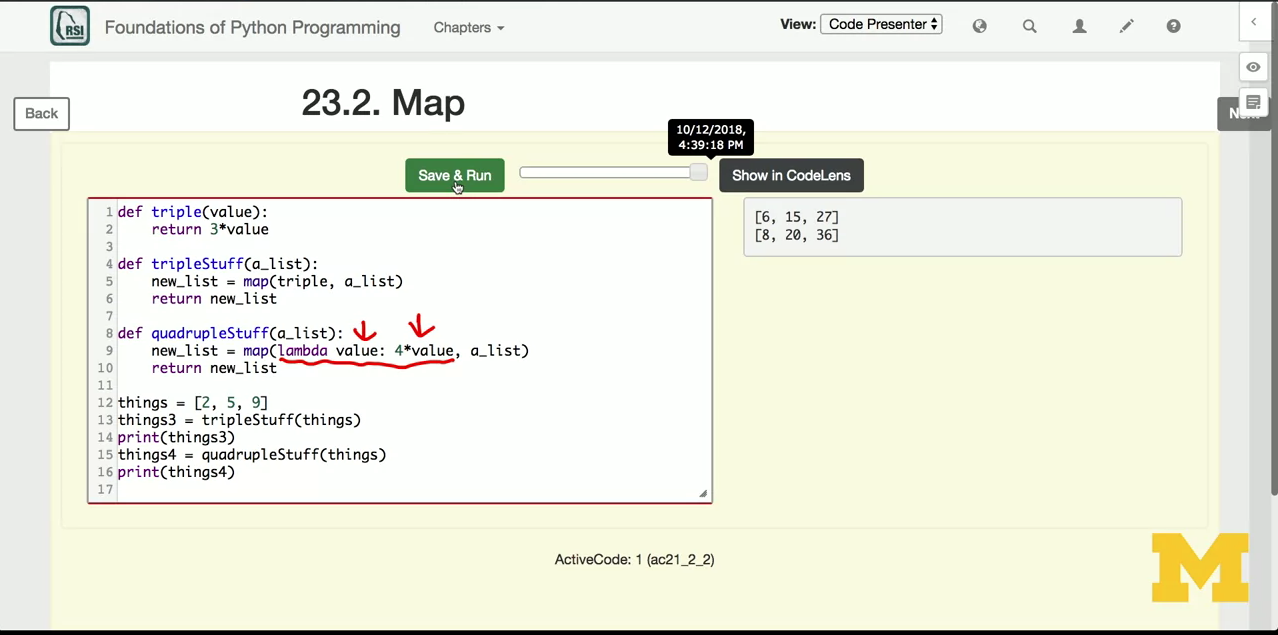 RSI
Foundations of Python Programming
Chapters
View: Code Presenter
Back
23.2. Map
10/12/2018,
4:39:18 PM
Save & Run
Show in CodeLens
1 def triple(value):
2     return 3*value
3
4 def tripleStuff(a_list):
5     new_list = map(triple, a_list)
6     return new_list
7
8 def quadrupleStuff(a_list):
9     new_list = map(lambda value: 4*value, a_list)
10     return new_list
11
12 things = [2, 5, 9]
13 things3 = tripleStuff(things)
14 print(things3)
15 things4 = quadrupleStuff(things)
16 print(things4)
17
[6, 15, 27]
[8, 20, 36]
ActiveCode: 1 (ac21_2_2)
M